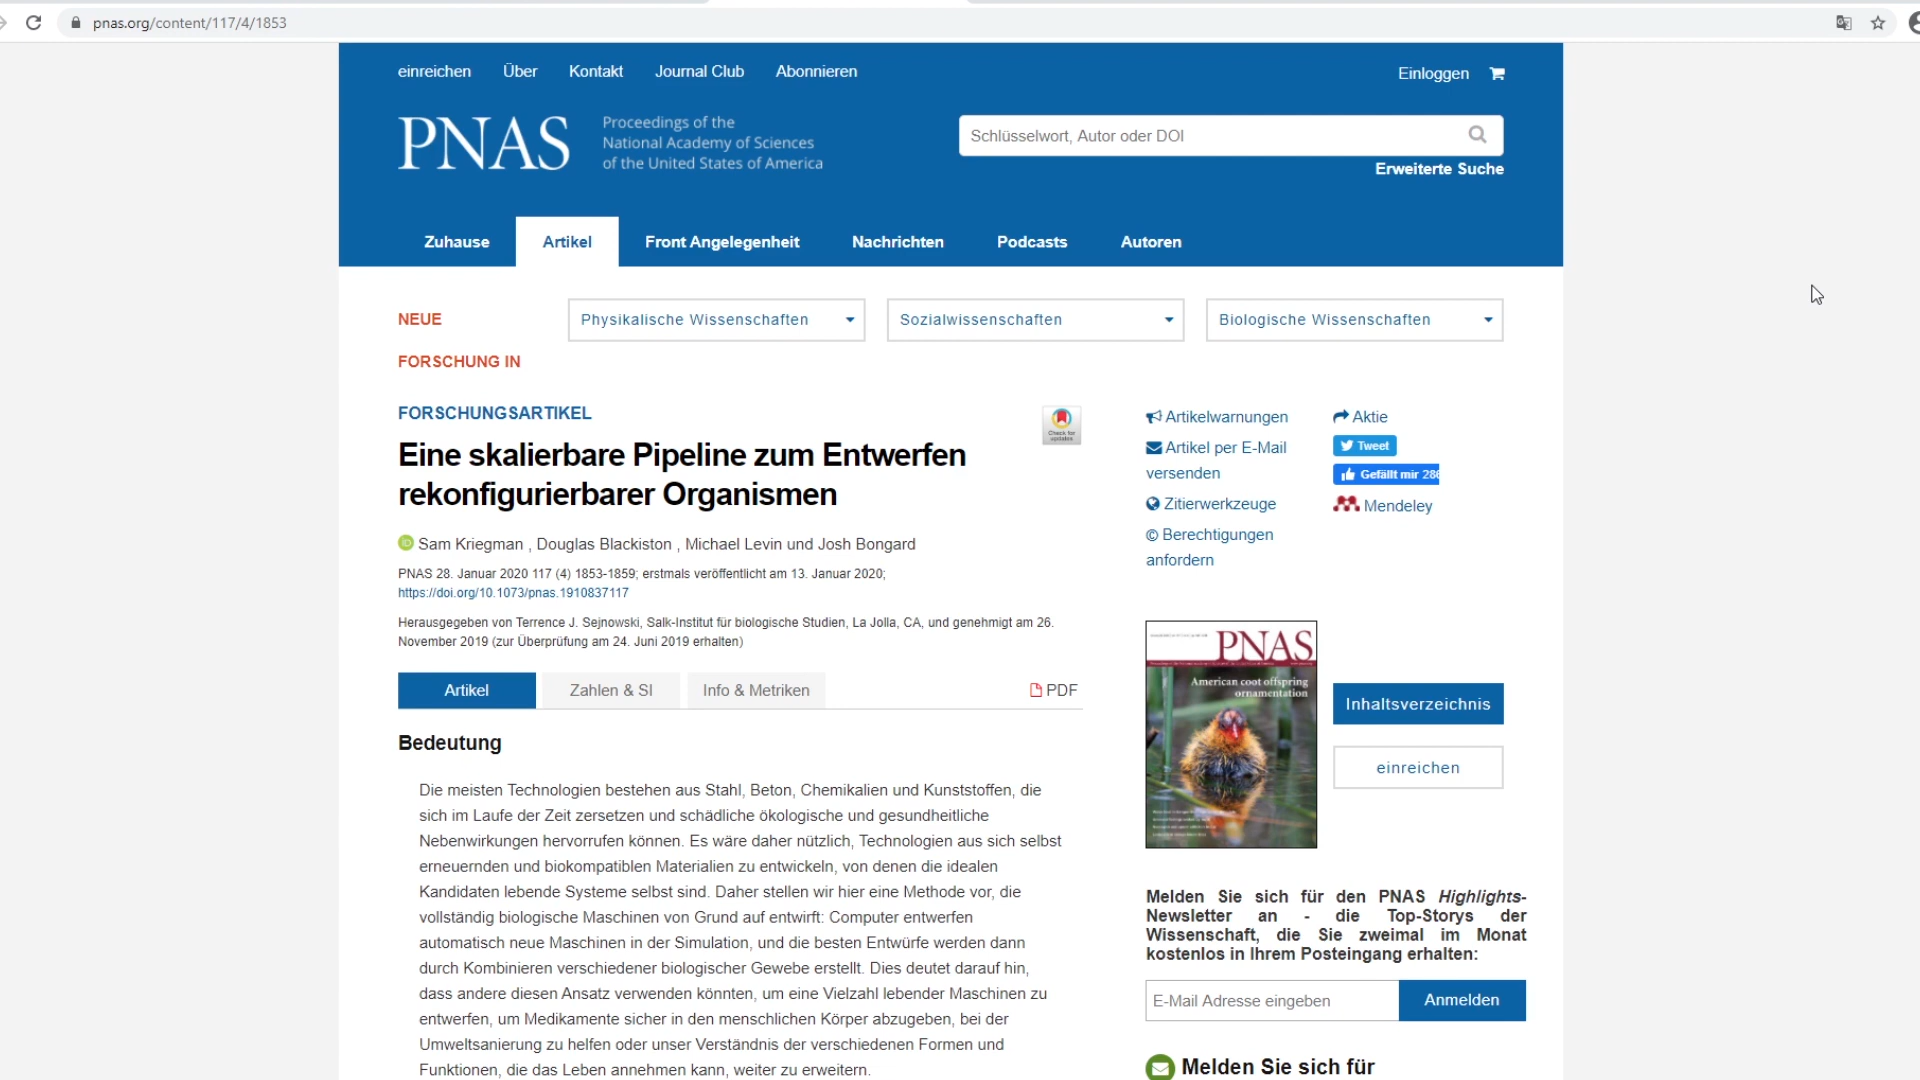 pnas.org/content/117/4/1853
einreichen Über Kontakt Journal Club Abonnieren
Einloggen
PNAS
Proceedings of the
National Academy of Sciences
of the United States of America
Schlüsselwort, Autor oder DOI
Erweiterte Suche
Zuhause Artikel Front Angelegenheit Nachrichten Podcasts Autoren
NEUE
FORSCHUNG IN
Physikalische Wissenschaften
Sozialwissenschaften
Biologische Wissenschaften
FORSCHUNGSARTIKEL
Eine skalierbare Pipeline zum Entwerfen
rekonfigurierbarer Organismen
Check for
updates
iD Sam Kriegman , Douglas Blackiston , Michael Levin und Josh Bongard
PNAS 28. Januar 2020 117 (4) 1853-1859; erstmals veröffentlicht am 13. Januar 2020;
https://doi.org/10.1073/pnas.1910837117
Herausgegeben von Terrence J. Sejnowski, Salk-Institut für biologische Studien, La Jolla, CA, und genehmigt am 26.
November 2019 (zur Überprüfung am 24. Juni 2019 erhalten)
Artikel Zahlen & SI Info & Metriken PDF
Bedeutung
Die meisten Technologien bestehen aus Stahl, Beton, Chemikalien und Kunststoffen, die
sich im Laufe der Zeit zersetzen und schädliche ökologische und gesundheitliche
Nebenwirkungen hervorrufen können. Es wäre daher nützlich, Technologien aus sich selbst
erneuernden und biokompatiblen Materialien zu entwickeln, von denen die idealen
Kandidaten lebende Systeme selbst sind. Daher stellen wir hier eine Methode vor, die
vollständig biologische Maschinen von Grund auf entwirft: Computer entwerfen
automatisch neue Maschinen in der Simulation, und die besten Entwürfe werden dann
durch Kombinieren verschiedener biologischer Gewebe erstellt. Dies deutet darauf hin,
dass andere diesen Ansatz verwenden könnten, um eine Vielzahl lebender Maschinen zu
entwerfen, um Medikamente sicher in den menschlichen Körper abzugeben, bei der
Umweltsanierung zu helfen oder unser Verständnis der verschiedenen Formen und
Funktionen, die das Leben annehmen kann, weiter zu erweitern.
Artikelwarnungen
Artikel per E-Mail
versenden
Zitierwerkzeuge
© Berechtigungen
anfordern
Aktie
Tweet
Gefällt mir 286
Mendeley
PNAS
American coot offspring
ornamentation
Inhaltsverzeichnis
einreichen
Melden Sie sich für den PNAS Highlights-
Newsletter an - die Top-Storys der
Wissenschaft, die Sie zweimal im Monat
kostenlos in Ihrem Posteingang erhalten:
E-Mail Adresse eingeben
Anmelden
Melden Sie sich für